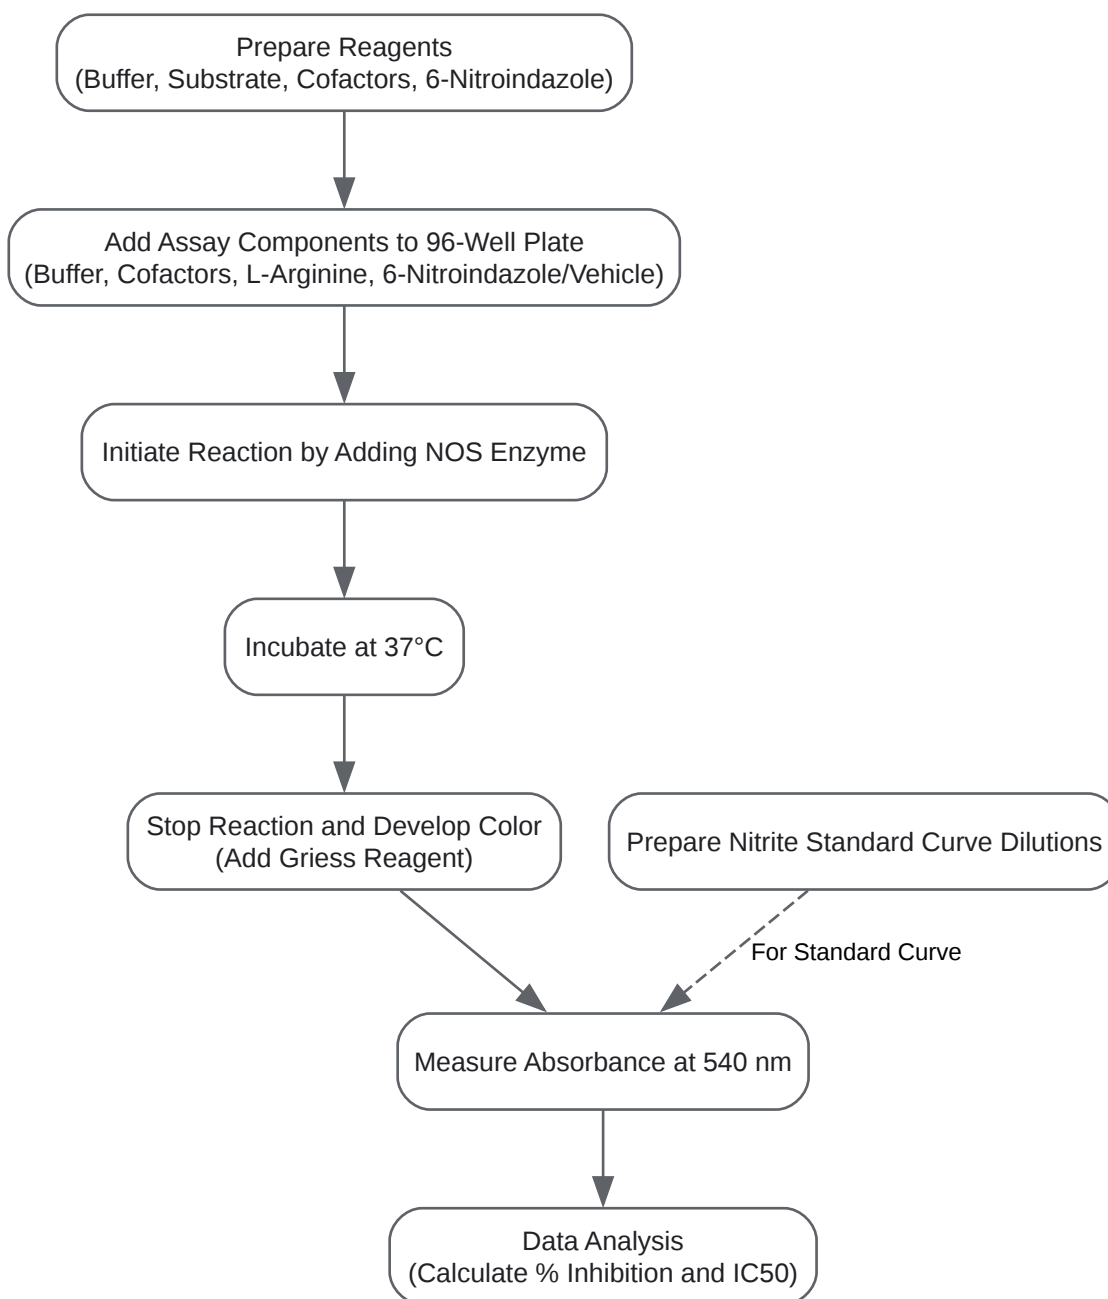 Prepare Reagents
(Buffer, Substrate, Cofactors, 6-Nitroindazole)
Add Assay Components to 96-Well Plate
(Buffer, Cofactors, L-Arginine, 6-Nitroindazole/Vehicle)
Initiate Reaction by Adding NOS Enzyme
Incubate at 37°C
Stop Reaction and Develop Color
(Add Griess Reagent)
Prepare Nitrite Standard Curve Dilutions
For Standard Curve
Measure Absorbance at 540 nm
Data Analysis
(Calculate % Inhibition and IC50)